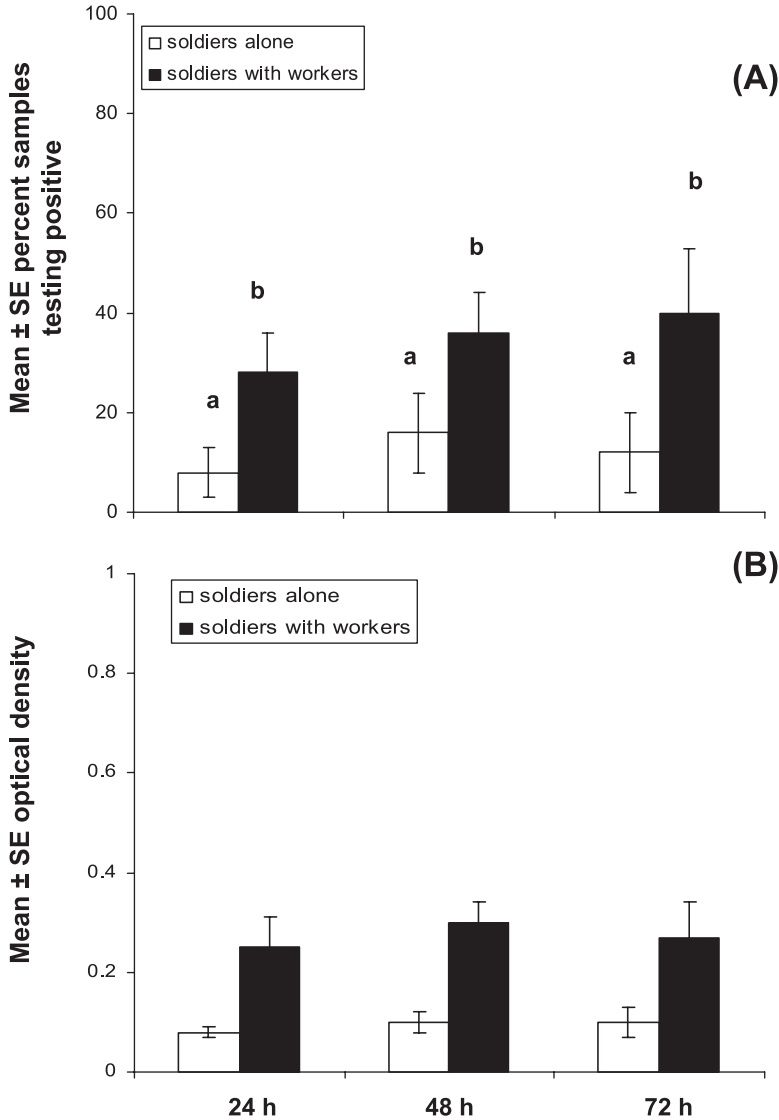 100
80
60
40
20
0
Mean ± SE percent samples
testing positive
soldiers alone
soldiers with workers
(A)
a
b
a
b
a
b
1
0.8
0.6
0.4
0.2
0
Mean ± SE optical density
soldiers alone
soldiers with workers
(B)
24 h
48 h
72 h